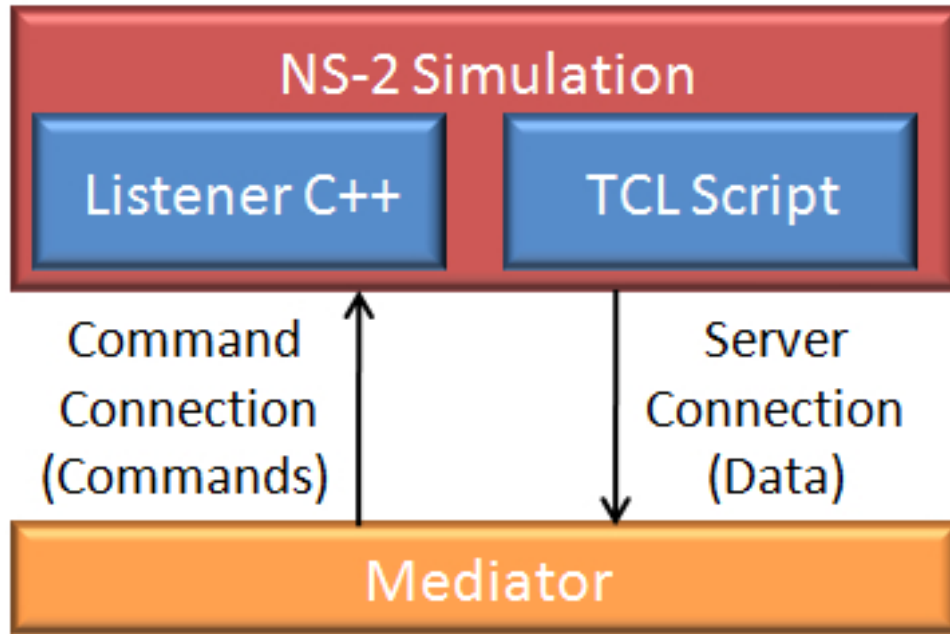 NS-2 Simulation
Listener C++
TCL Script
Command
Connection
(Commands)
Server
Connection
(Data)
Mediator